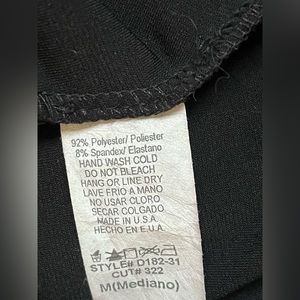 92% Polyester/ Poliester
8% Spandex/ Elastano
HAND WASH COLD
DO NOT BLEACH
HANG OR LINE DRY
LAVE FRIO A MANO
NO USAR CLORO
SECAR COLGADO
MADE IN U.S.A.
HECHO EN E.U.A.
STYLE# D182-31
CUT# 322
M(Mediano)